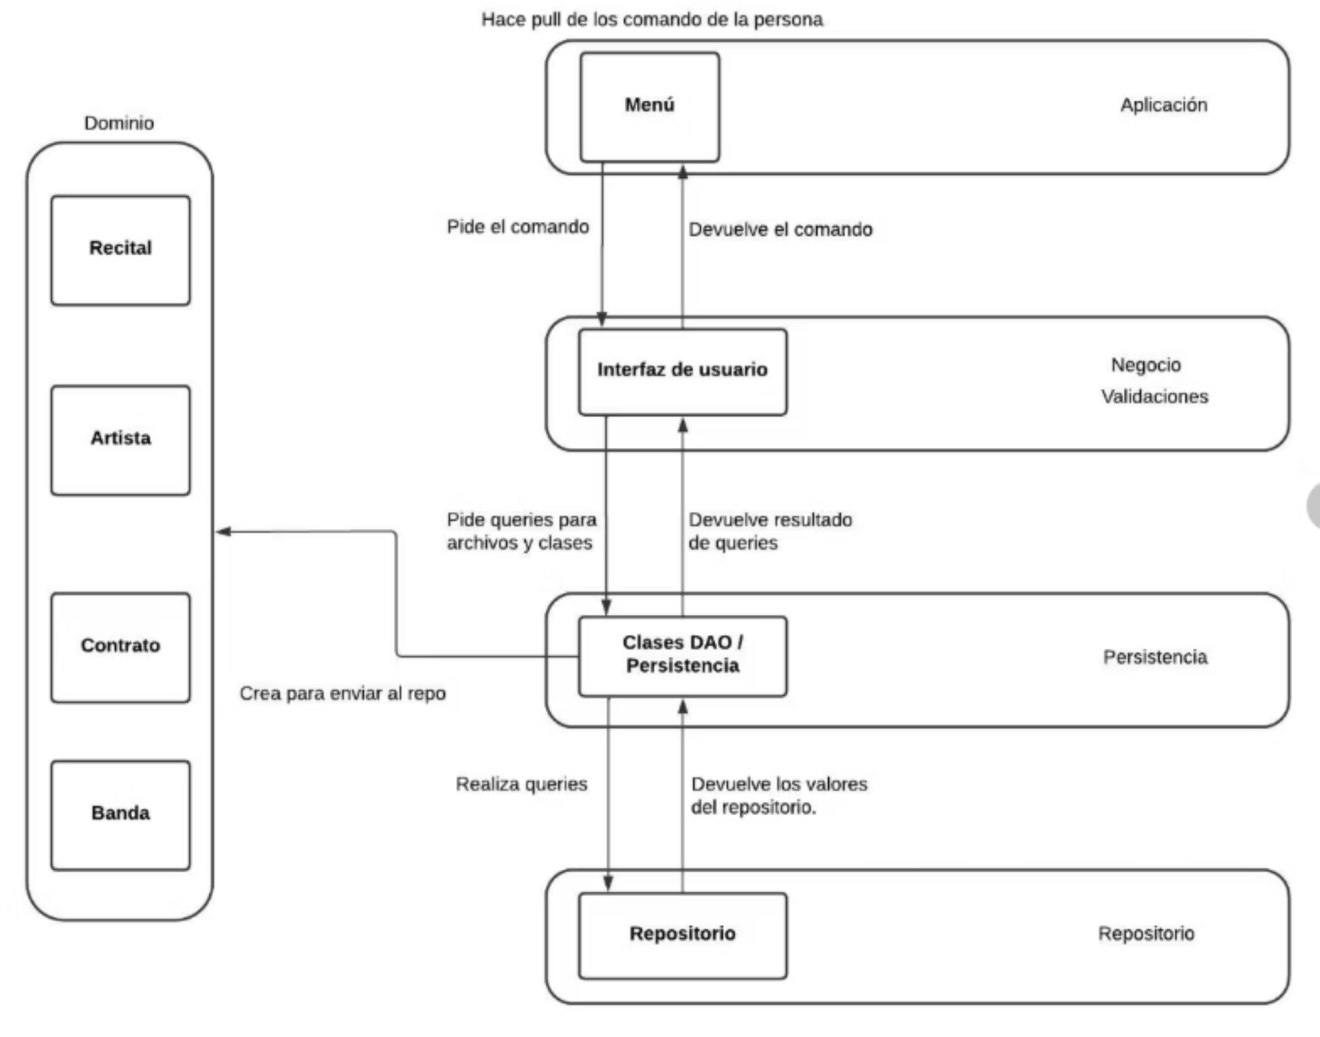 Hace pull de los comando de la persona
Menú
Aplicación
Dominio
Recital
Artista
Contrato
Banda
Pide el comando
Devuelve el comando
Interfaz de usuario
Negocio
Validaciones
Pide queries para
archivos y clases
Devuelve resultado
de queries
Clases DAO /
Persistencia
Persistencia
Crea para enviar al repo
Realiza queries
Devuelve los valores
del repositorio.
Repositorio
Repositorio